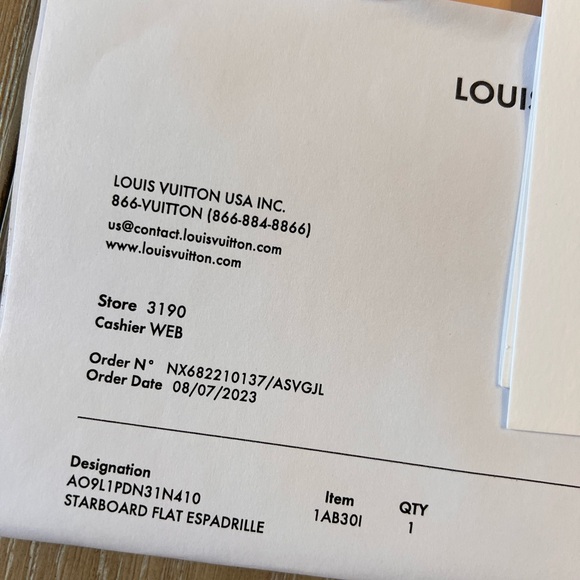 LOUIS
LOUIS VUITTON USA INC.
866-VUITTON (866-884-8866)
us@contact.louisvuitton.com
www.louisvuitton.com
Store 3190
Cashier WEB
Order N° NX682210137/ASVGJL
Order Date 08/07/2023
Designation Item QTY
AO9L1PDN31N410 1AB30I 1
STARBOARD FLAT ESPADRILLE